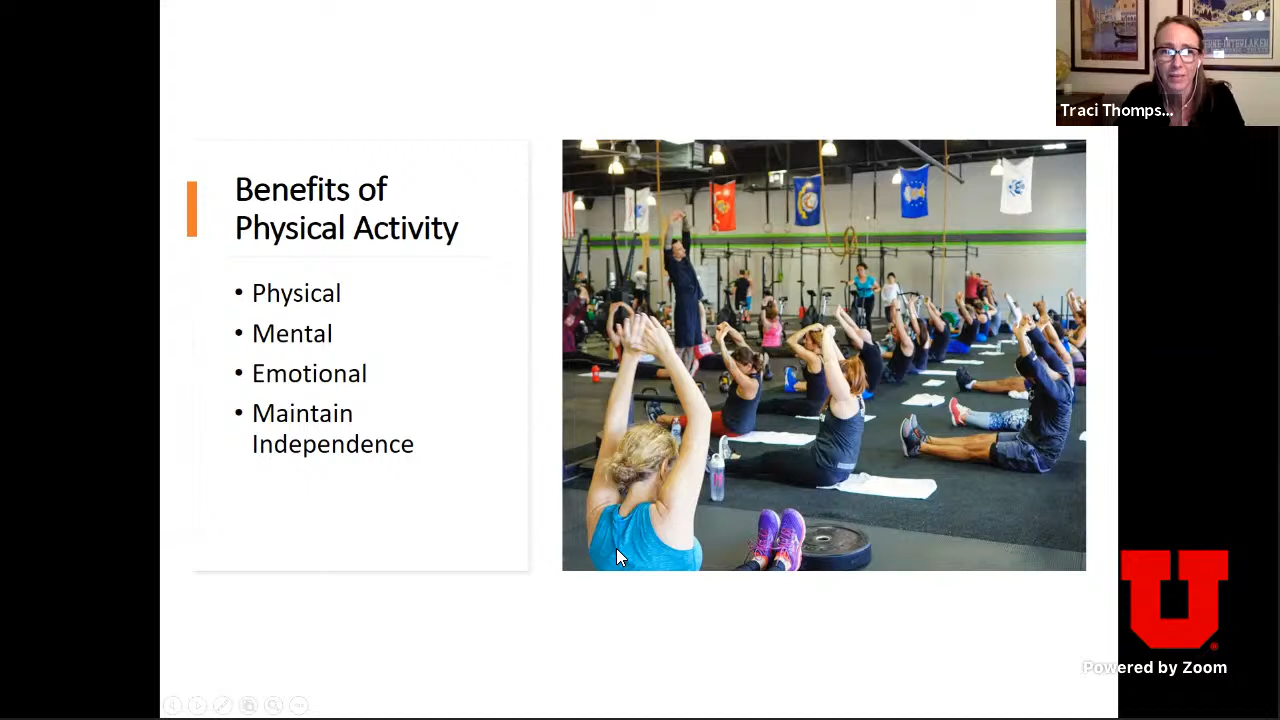 Traci Thomps...
Benefits of
Physical Activity
• Physical
• Mental
• Emotional
• Maintain
Independence
U
Powered by Zoom